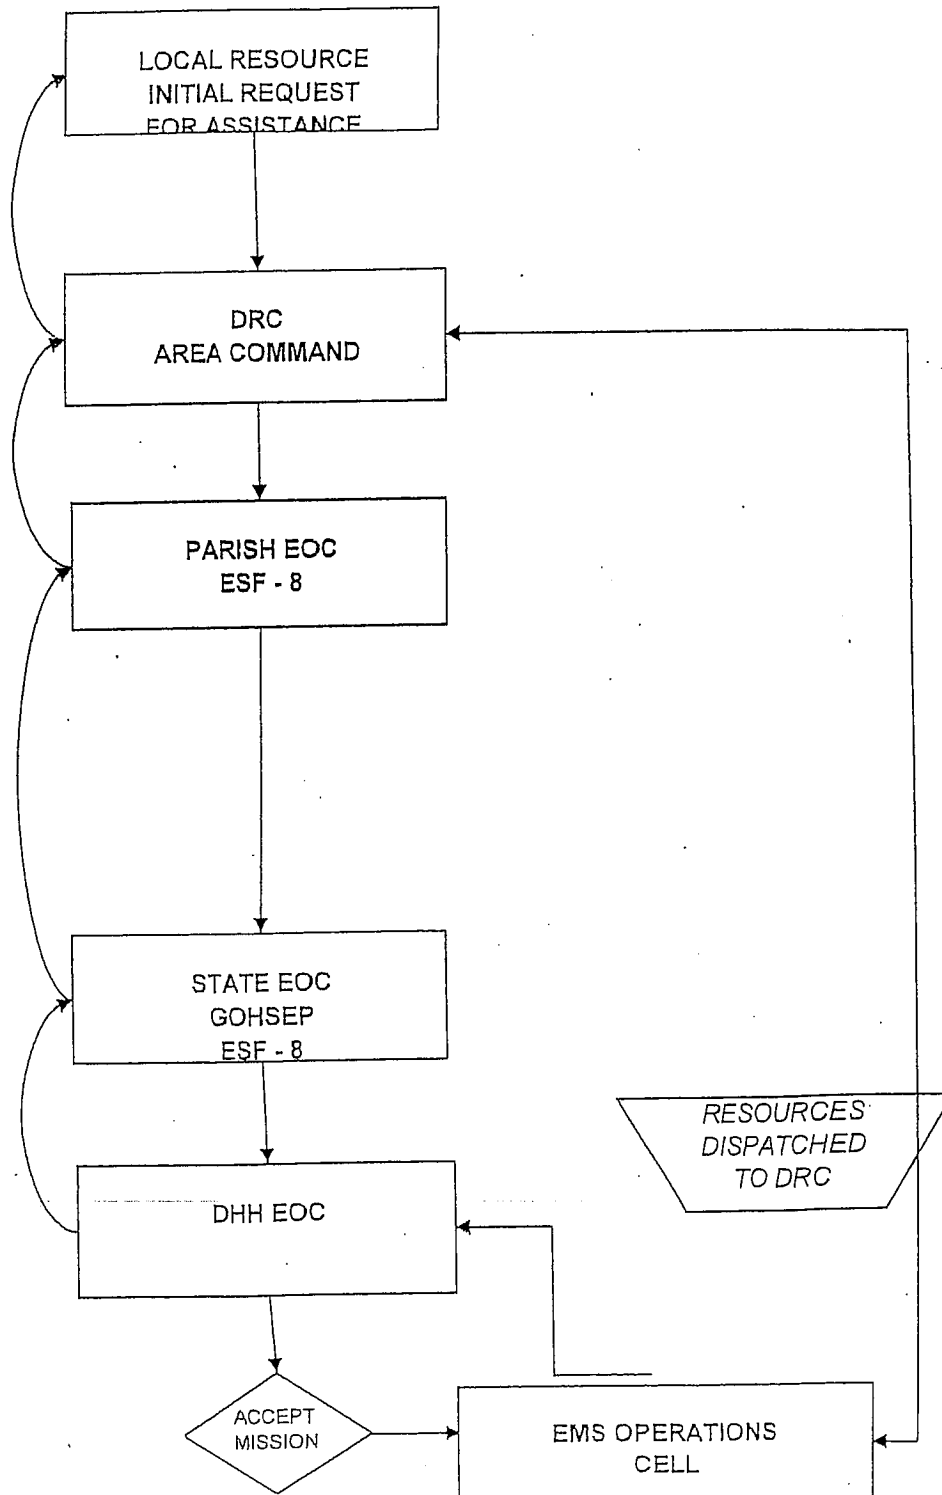 LOCAL RESOURCE
INITIAL REQUEST
FOR ASSISTANCE
DRC
AREA COMMAND
PARISH EOC
ESF - 8
STATE EOC
GOHSEP
ESF - 8
RESOURCES
DISPATCHED
TO DRC
DHH EOC
ACCEPT
MISSION
EMS OPERATIONS
CELL